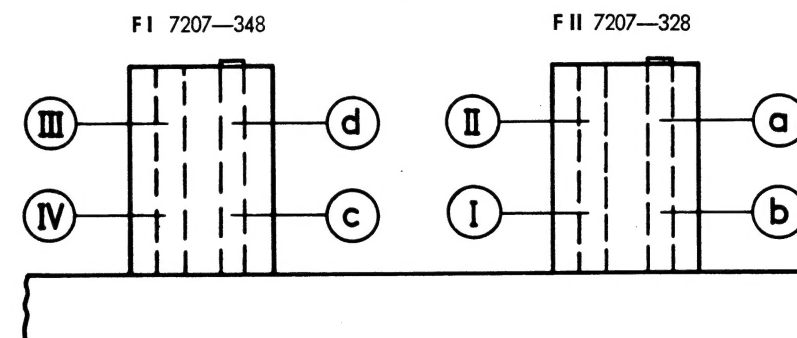 F I 7207—348 F II 7207—328
III d II a
IV c I b